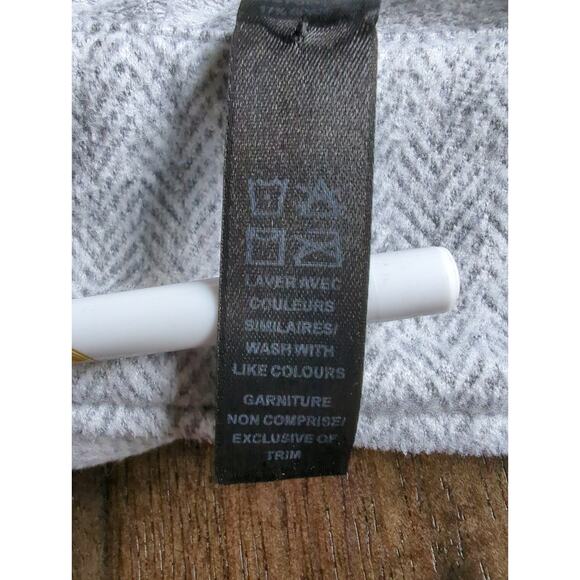 LAVER AVEC
COULEURS
SIMILAIRES/
WASH WITH
LIKE COLOURS
GARNITURE
NON COMPRISE/
EXCLUSIVE OF
TRIM